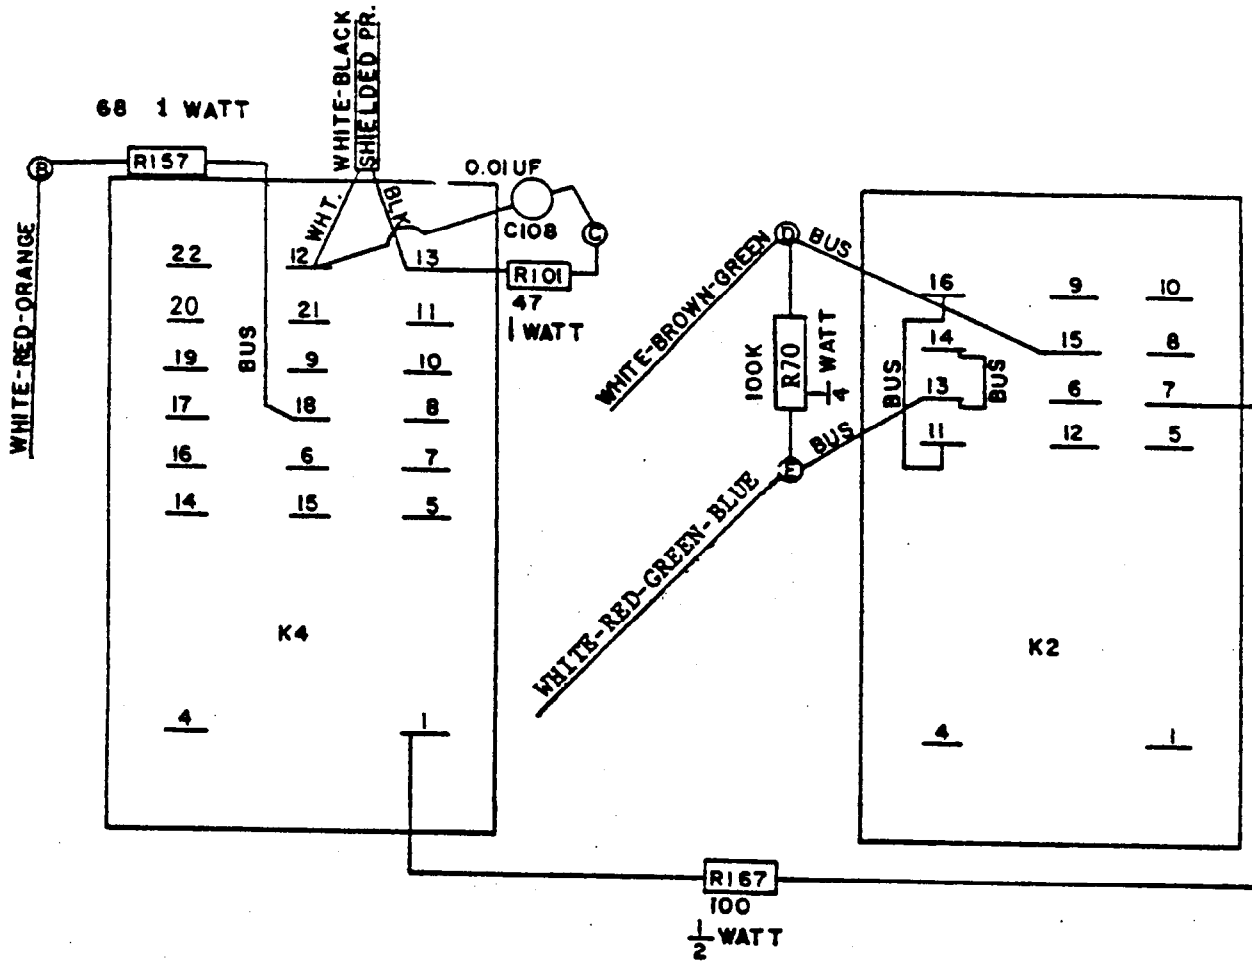 68 1 WATT
WHITE-BLACK
SHIELDED PR.
B
R157
WHITE-RED-ORANGE
WHT.
BLK
0.01UF
C108
C
R101
47
1 WATT
BUS
22
12
13
20
21
11
19
9
10
17
18
8
16
6
7
14
15
5
K4
4
1
D
BUS
WHITE-BROWN-GREEN
100K
R70
1/4 WATT
BUS
WHITE-RED-GREEN-BLUE
16
9
10
14
15
8
BUS
BUS
13
6
7
11
12
5
K2
4
1
R167
100
1/2 WATT